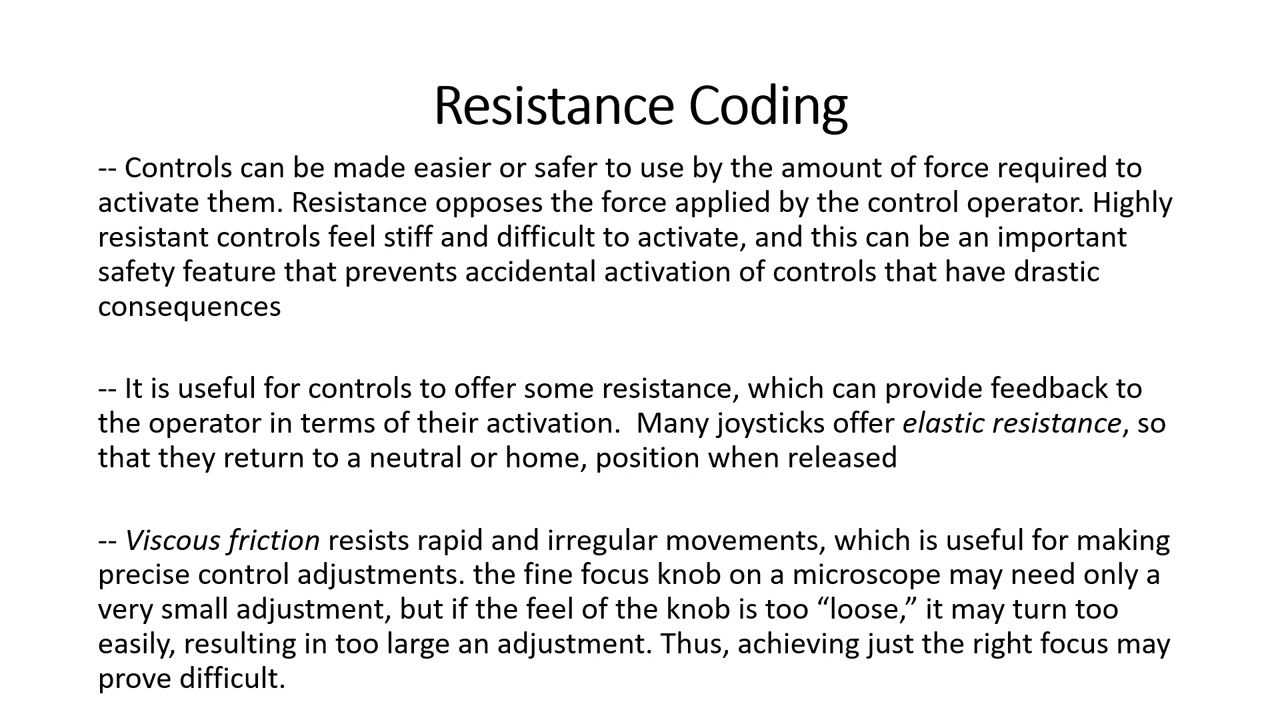 Resistance Coding
-- Controls can be made easier or safer to use by the amount of force required to
activate them. Resistance opposes the force applied by the control operator. Highly
resistant controls feel stiff and difficult to activate, and this can be an important
safety feature that prevents accidental activation of controls that have drastic
consequences
-- It is useful for controls to offer some resistance, which can provide feedback to
the operator in terms of their activation.  Many joysticks offer elastic resistance, so
that they return to a neutral or home, position when released
-- Viscous friction resists rapid and irregular movements, which is useful for making
precise control adjustments. the fine focus knob on a microscope may need only a
very small adjustment, but if the feel of the knob is too “loose,” it may turn too
easily, resulting in too large an adjustment. Thus, achieving just the right focus may
prove difficult.